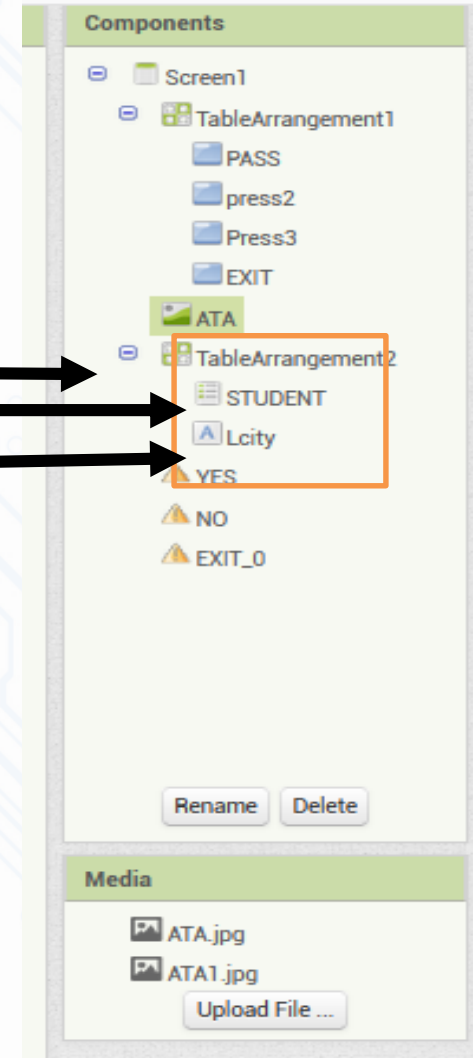 Components
Screen1
TableArrangement1
PASS
press2
Press3
EXIT
ATA
TableArrangement2
STUDENT
A Lcity
YES
NO
EXIT_0
Rename Delete
Media
ATA.jpg
ATA1.jpg
Upload File ...